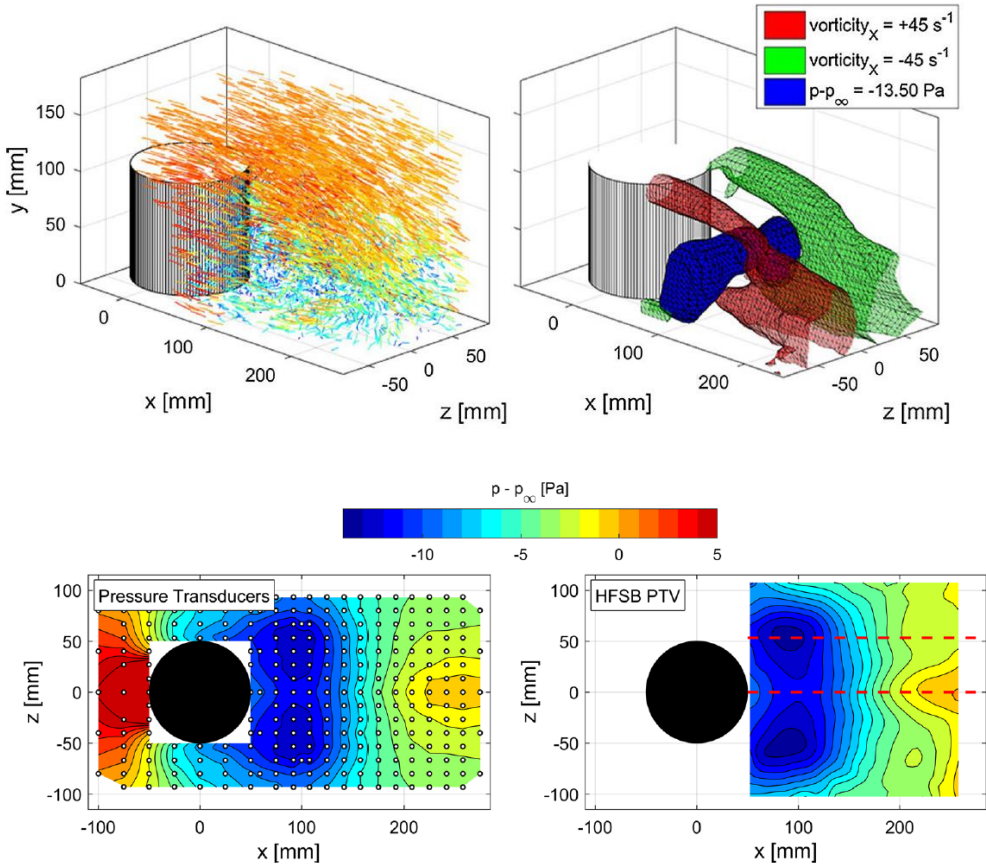 vorticity_x = +45 s^-1
vorticity_x = -45 s^-1
p-p_∞ = -13.50 Pa
y [mm]
150
100
50
0
0
100
200
x [mm]
-50
0
50
z [mm]
0
100
200
x [mm]
-50
0
50
z [mm]
p - p_∞ [Pa]
-10
-5
0
5
Pressure Transducers
z [mm]
100
50
0
-50
-100
-100
0
100
200
x [mm]
HFSB PTV
z [mm]
100
50
0
-50
-100
-100
0
100
200
x [mm]